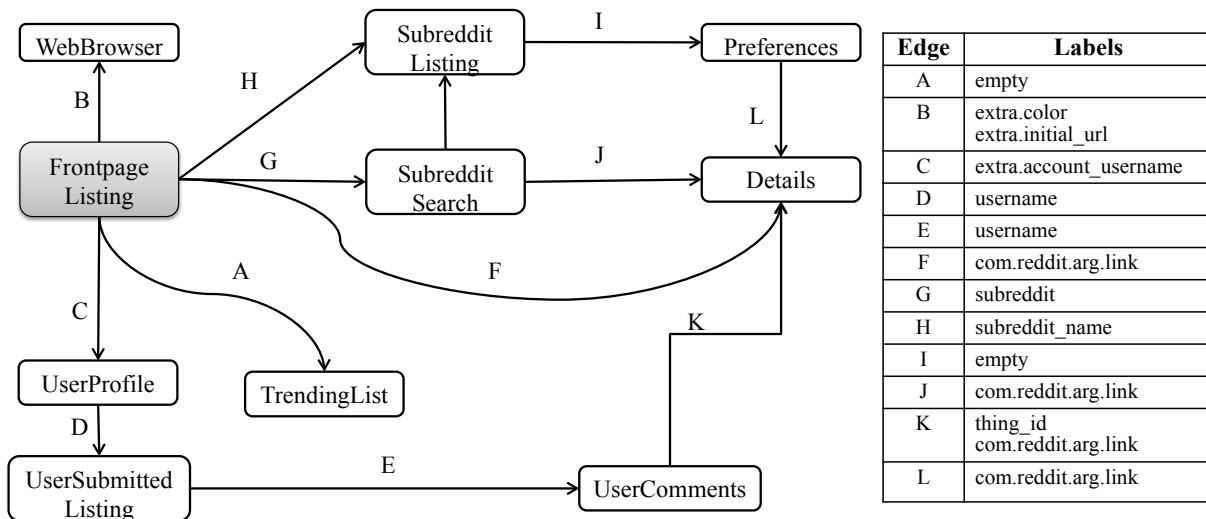 WebBrowser
B
Frontpage
Listing
H
G
Subreddit
Listing
Subreddit
Search
I
J
L
Preferences
Details
F
A
C
K
UserProfile
TrendingList
D
UserSubmitted
Listing
E
UserComments
Edge Labels
A empty
B extra.color
extra.initial_url
C extra.account_username
D username
E username
F com.reddit.arg.link
G subreddit
H subreddit_name
I empty
J com.reddit.arg.link
K thing_id
com.reddit.arg.link
L com.reddit.arg.link